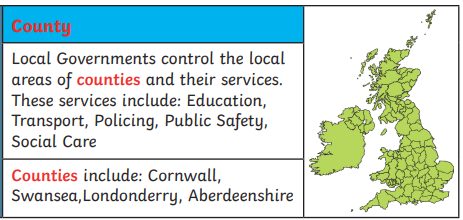 County
Local Governments control the local
areas of counties and their services.
These services include: Education,
Transport, Policing, Public Safety,
Social Care
Counties include: Cornwall,
Swansea,Londonderry, Aberdeenshire